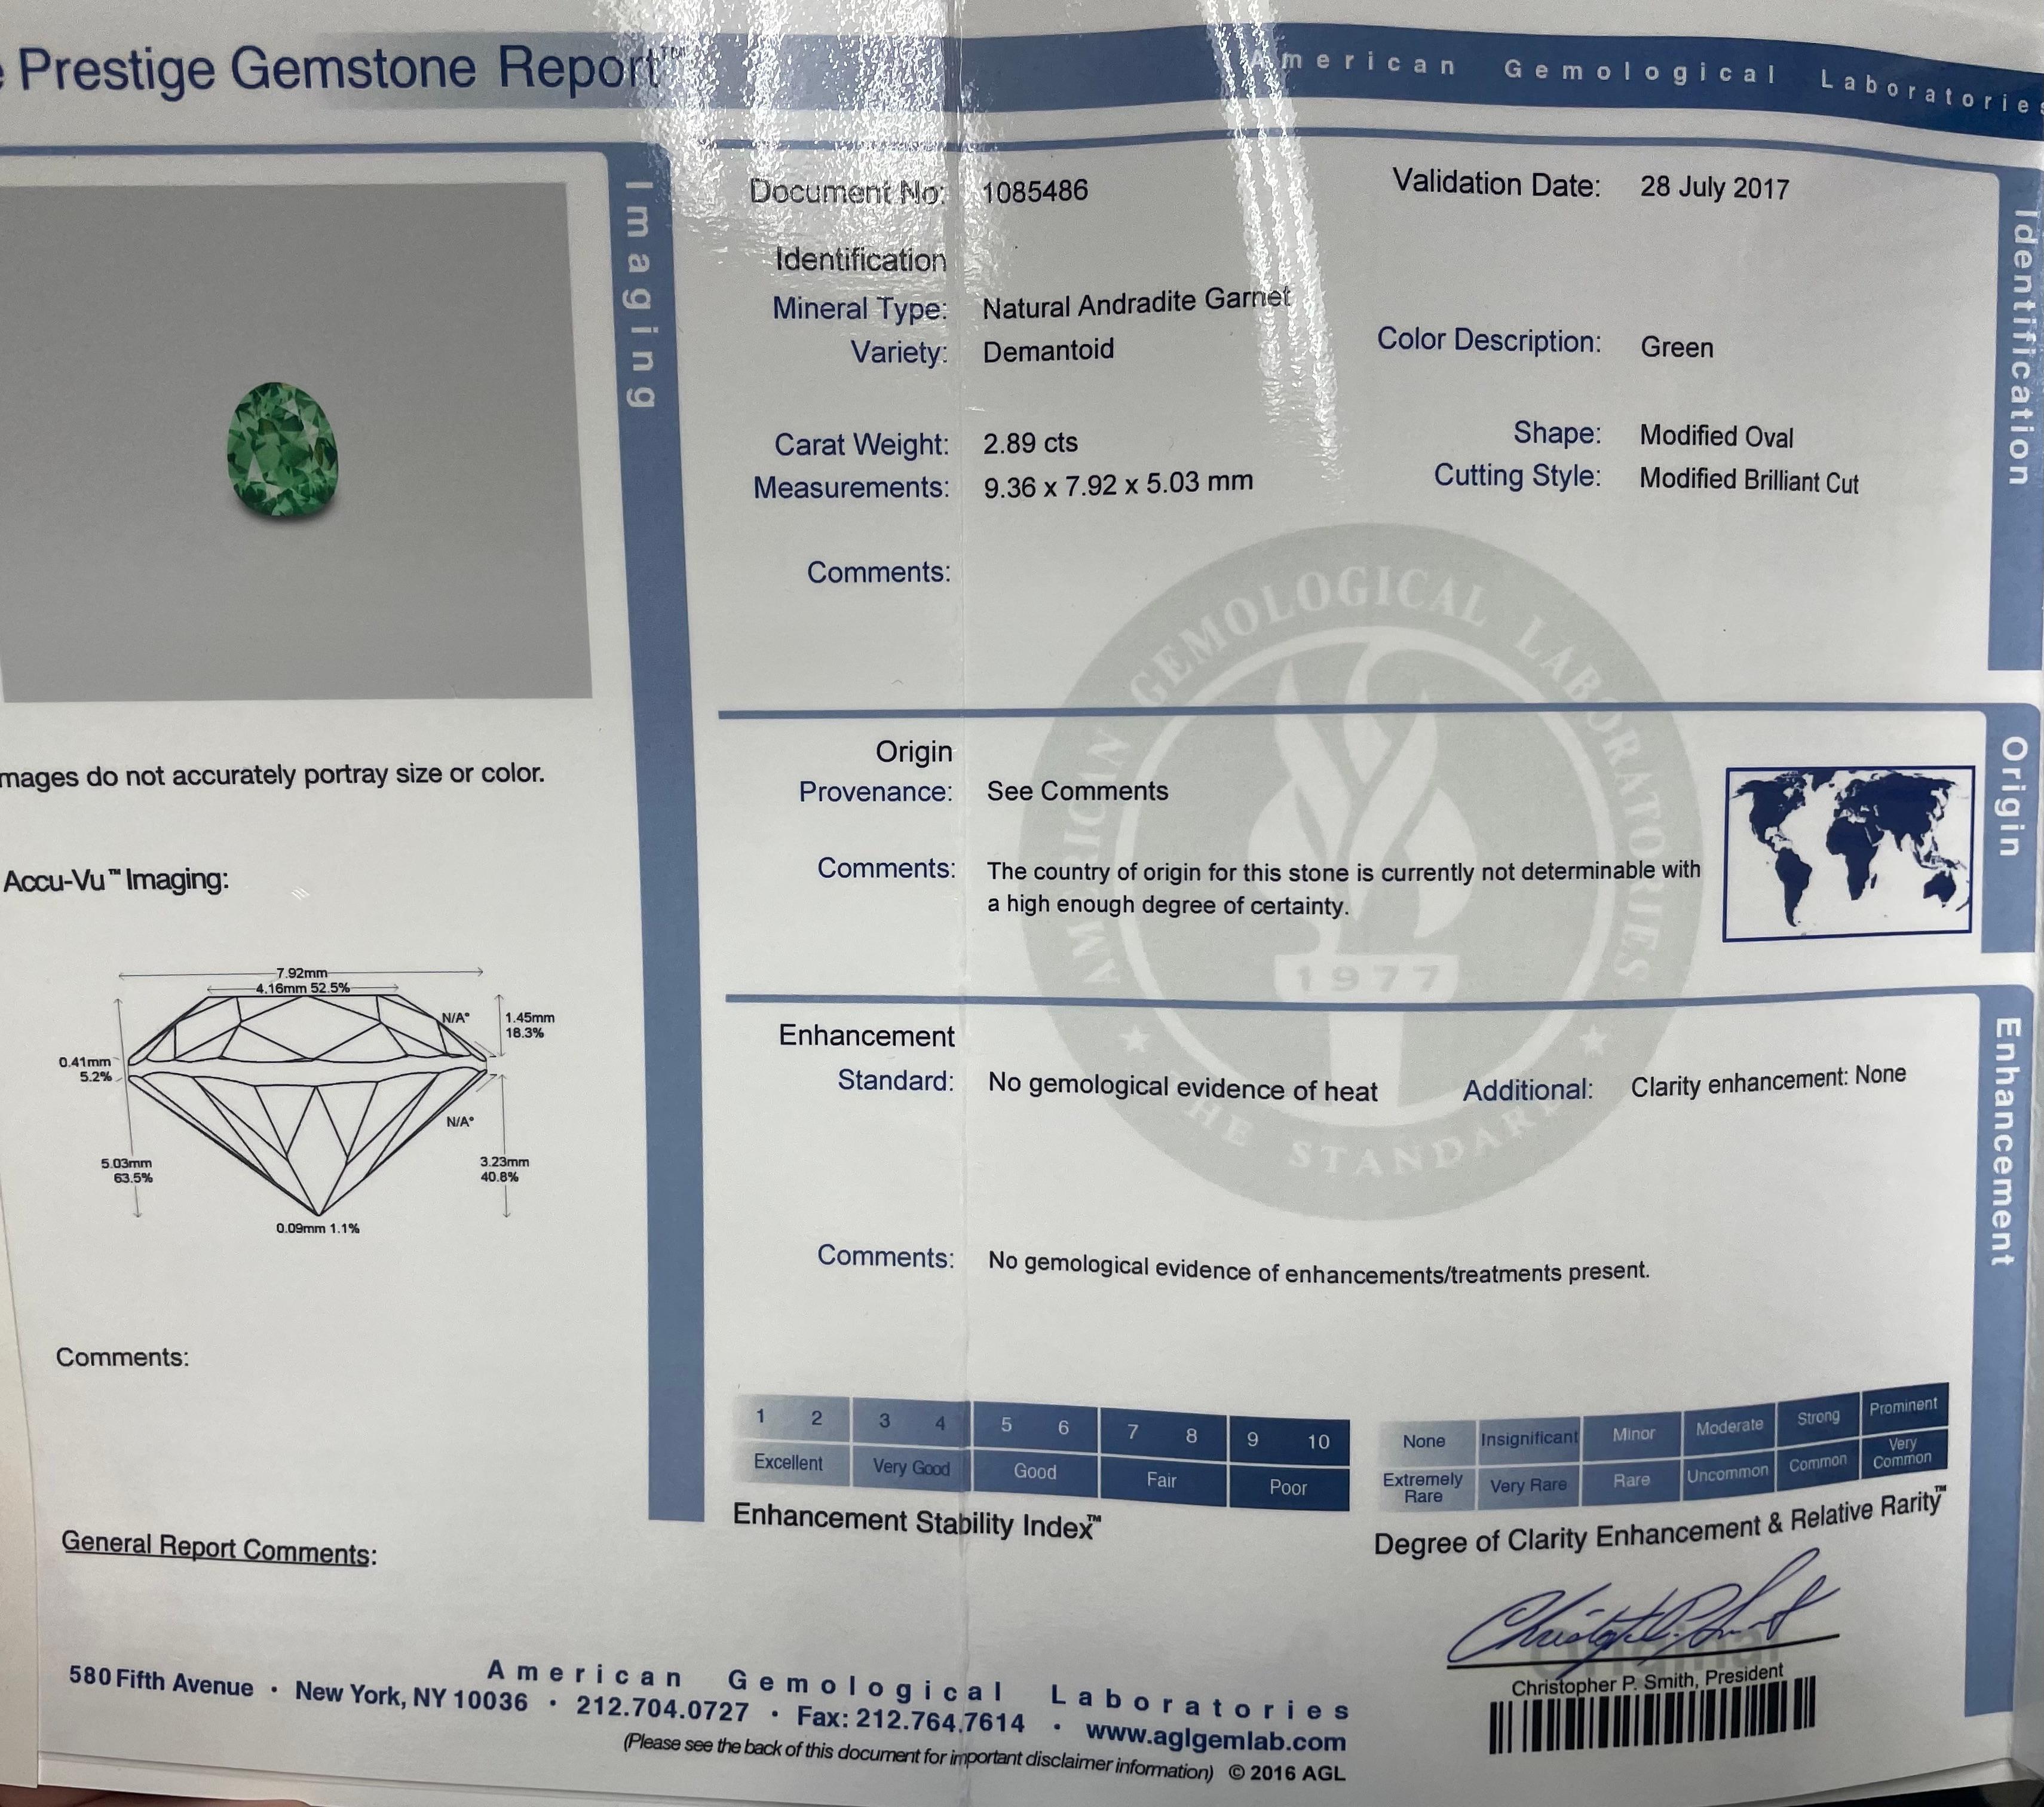 Prestige Gemstone Report™
American Gemological Laboratories
Imaging
mages do not accurately portray size or color.
Accu-Vu™ Imaging:
7.92mm
4.16mm 52.5%
N/A°
1.45mm
18.3%
0.41mm
5.2%
N/A°
5.03mm
63.5%
3.23mm
40.8%
0.09mm 1.1%
Comments:
General Report Comments:
Document No: 1085486
Validation Date: 28 July 2017
Identification
Identification
Mineral Type: Natural Andradite Garnet
Variety: Demantoid
Color Description: Green
Carat Weight: 2.89 cts
Shape: Modified Oval
Measurements: 9.36 x 7.92 x 5.03 mm
Cutting Style: Modified Brilliant Cut
Comments:
AMERICAN GEMOLOGICAL LABORATORIES
1977
THE STANDARD
Origin
Origin
Provenance: See Comments
Comments: The country of origin for this stone is currently not determinable with
a high enough degree of certainty.
Enhancement
Enhancement
Standard: No gemological evidence of heat
Additional: Clarity enhancement: None
Comments: No gemological evidence of enhancements/treatments present.
1 2 3 4 5 6 7 8 9 10
Excellent Very Good Good Fair Poor
Enhancement Stability Index™
None Insignificant Minor Moderate Strong Prominent
Extremely Rare Very Rare Rare Uncommon Common Very Common
Degree of Clarity Enhancement & Relative Rarity™
Original
Christopher P. Smith, President
American Gemological Laboratories
580 Fifth Avenue • New York, NY 10036 • 212.704.0727 • Fax: 212.764.7614 • www.aglgemlab.com
(Please see the back of this document for important disclaimer information) © 2016 AGL